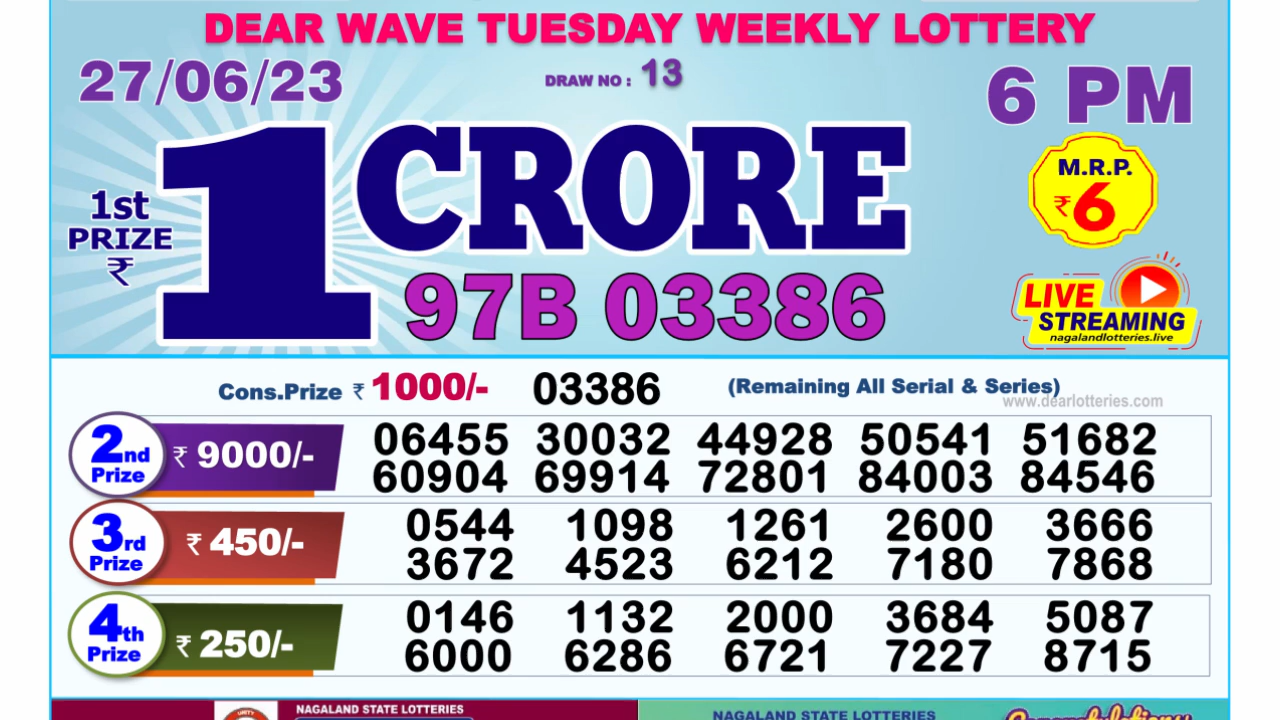 DEAR WAVE TUESDAY WEEKLY LOTTERY
27/06/23
DRAW NO : 13
6 PM
1st
PRIZE
₹
1 CRORE
M.R.P.
₹6
97B 03386
LIVE
STREAMING
nagalandlotteries.live
Cons.Prize ₹ 1000/- 03386 (Remaining All Serial & Series)
www.dearlotteries.com
2nd
Prize
₹ 9000/-
06455 30032 44928 50541 51682
60904 69914 72801 84003 84546
3rd
Prize
₹ 450/-
0544 1098 1261 2600 3666
3672 4523 6212 7180 7868
4th
Prize
₹ 250/-
0146 1132 2000 3684 5087
6000 6286 6721 7227 8715
NAGALAND STATE LOTTERIES
UNITY
NAGALAND STATE LOTTERIES
Congratulations